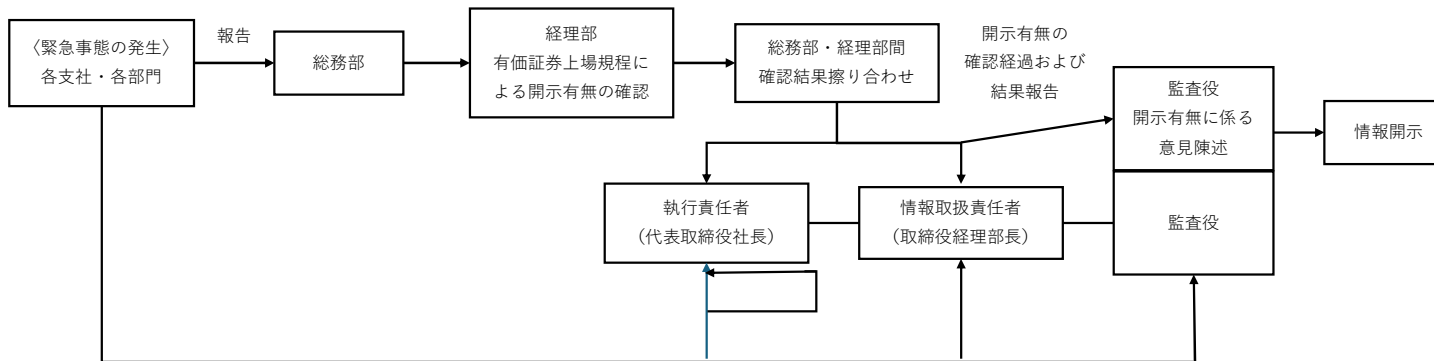 〈緊急事態の発生〉
各支社・各部門
報告
総務部
経理部
有価証券上場規程に
よる開示有無の確認
総務部・経理部間
確認結果擦り合わせ
開示有無の
確認経過および
結果報告
監査役
開示有無に係る
意見陳述
情報開示
執行責任者
（代表取締役社長）
情報取扱責任者
（取締役経理部長）
監査役